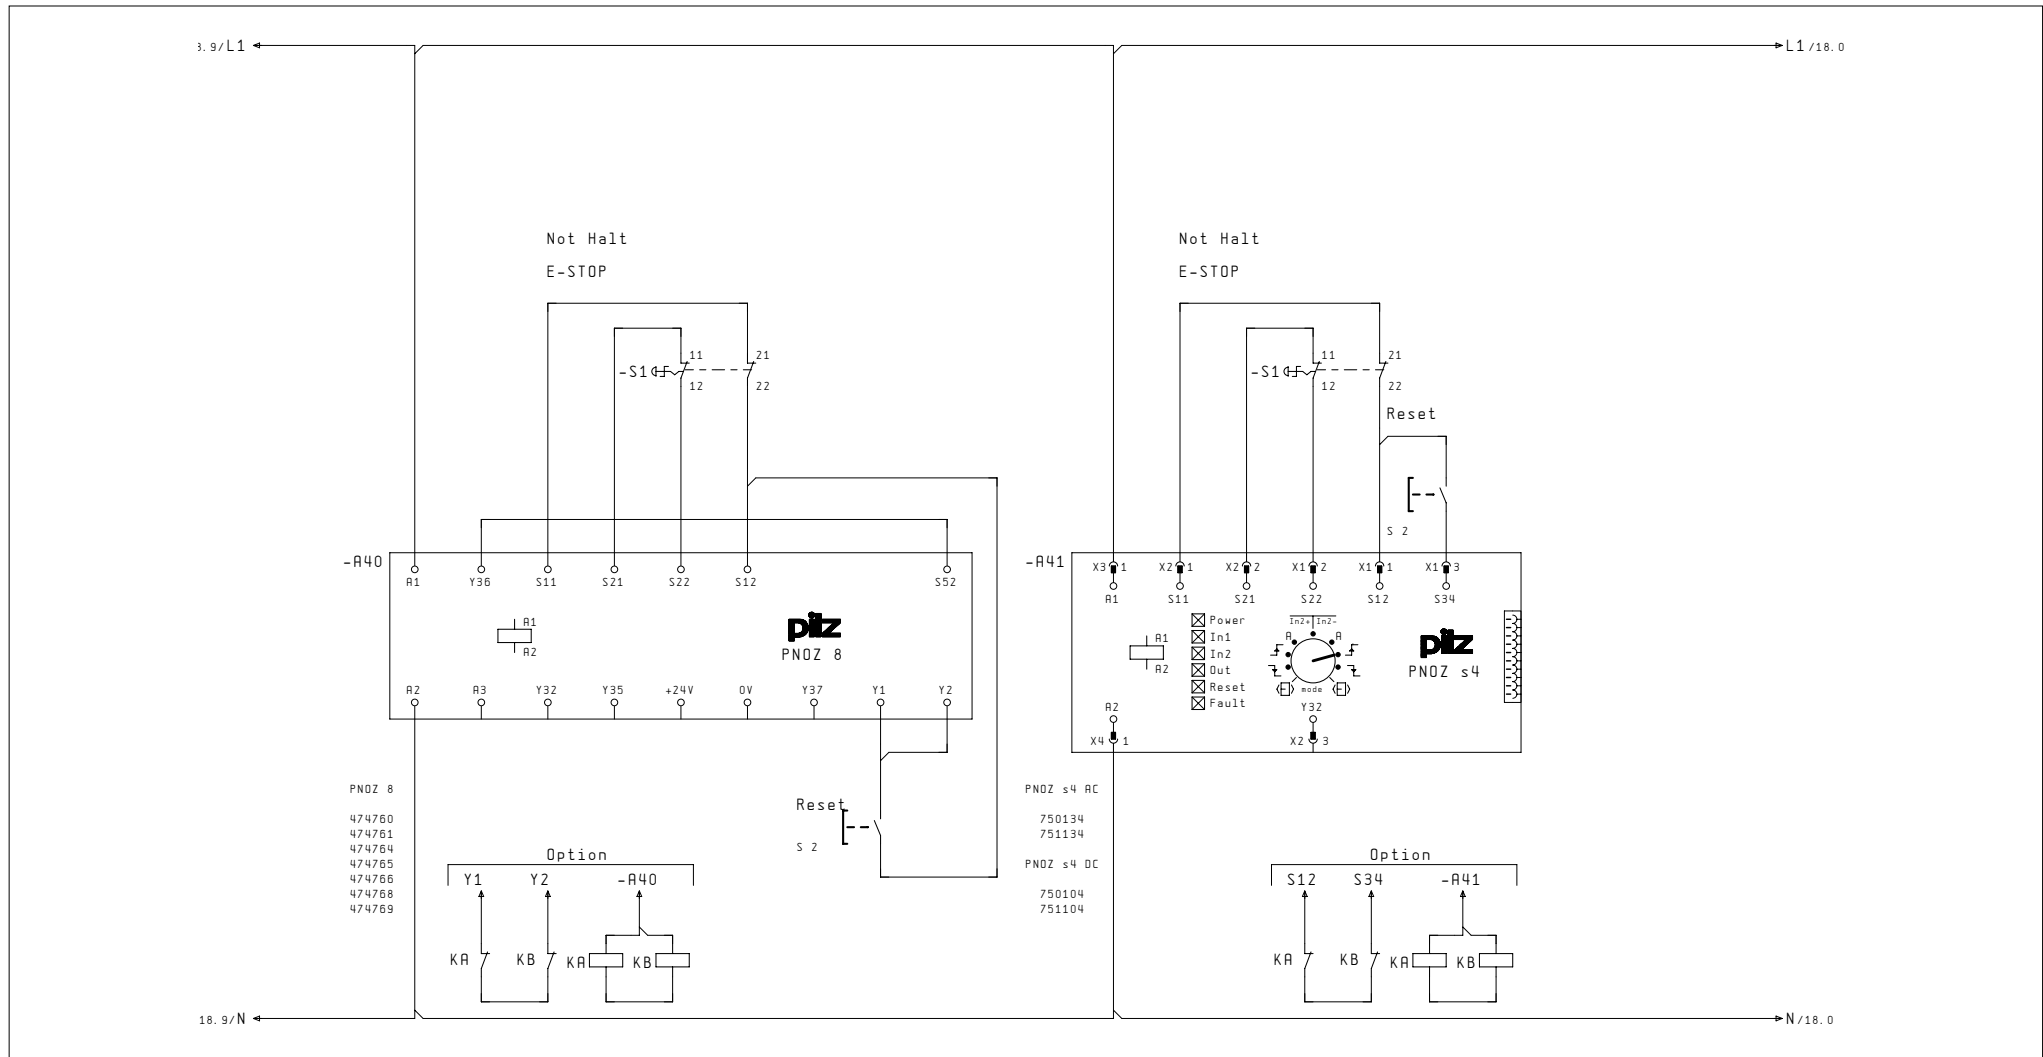 3.9/L1
L1/18.0
Not Halt
E-STOP
Not Halt
E-STOP
-S1
11
12
21
22
-S1
11
12
21
22
Reset
S 2
-A40
A1 Y36 S11 S21 S22 S12 S52
A1
A2
pilz
PNOZ 8
A2 A3 Y32 Y35 +24V 0V Y37 Y1 Y2
-A41
X3 1 X2 1 X2 2 X1 2 X1 1 X1 3
A1 S11 S21 S22 S12 S34
A1
A2
Power
In1
In2
Out
Reset
Fault
In2+ In2-
A A
mode
pilz
PNOZ s4
A2 Y32
X4 1 X2 3
PNOZ 8
474760
474761
474764
474765
474766
474768
474769
Reset
S 2
PNOZ s4 AC
750134
751134
PNOZ s4 DC
750104
751104
Option
Y1 Y2 -A40
KA KB KA KB
Option
S12 S34 -A41
KA KB KA KB
18.9/N
N/18.0